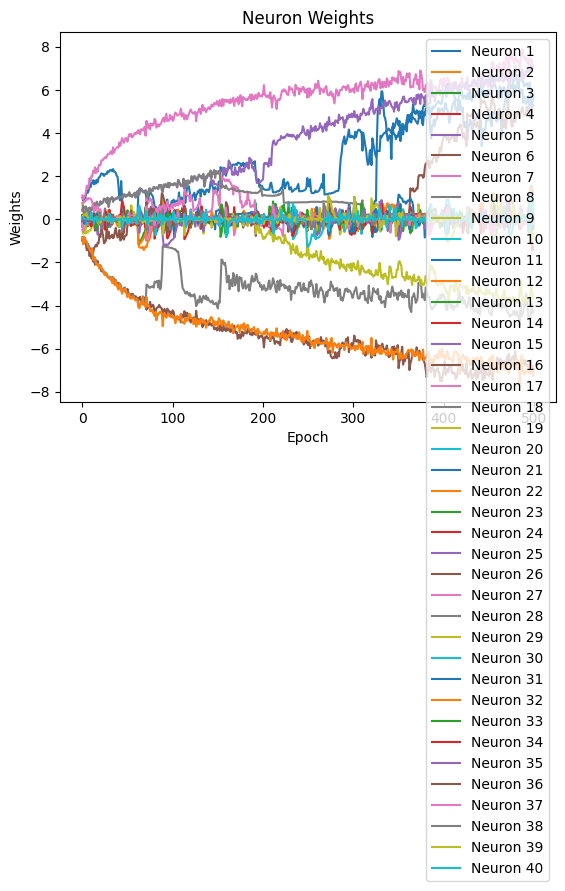 Neuron Weights
8
6
4
2
0
−2
−4
−6
−8
Weights
0
100
200
300
400
500
Epoch
Neuron 1
Neuron 2
Neuron 3
Neuron 4
Neuron 5
Neuron 6
Neuron 7
Neuron 8
Neuron 9
Neuron 10
Neuron 11
Neuron 12
Neuron 13
Neuron 14
Neuron 15
Neuron 16
Neuron 17
Neuron 18
Neuron 19
Neuron 20
Neuron 21
Neuron 22
Neuron 23
Neuron 24
Neuron 25
Neuron 26
Neuron 27
Neuron 28
Neuron 29
Neuron 30
Neuron 31
Neuron 32
Neuron 33
Neuron 34
Neuron 35
Neuron 36
Neuron 37
Neuron 38
Neuron 39
Neuron 40